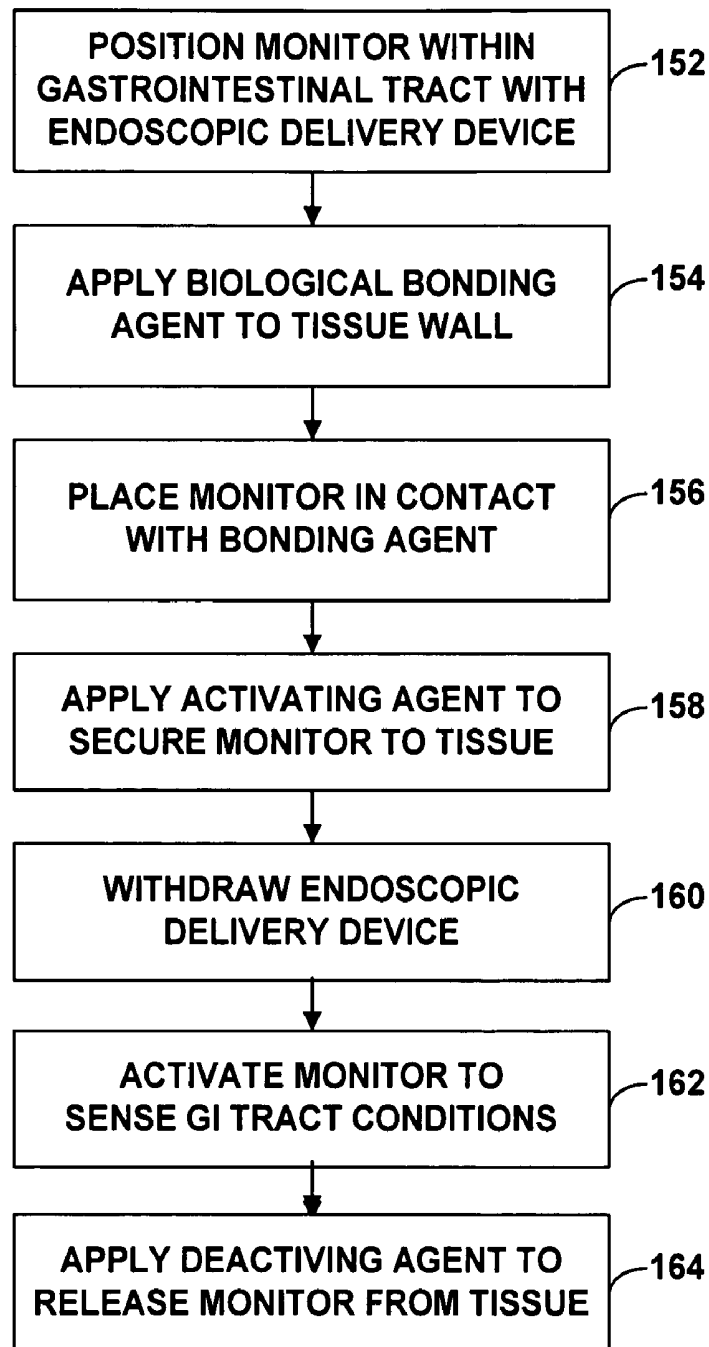 POSITION MONITOR WITHIN
GASTROINTESTINAL TRACT WITH
ENDOSCOPIC DELIVERY DEVICE
152
APPLY BIOLOGICAL BONDING
AGENT TO TISSUE WALL
154
PLACE MONITOR IN CONTACT
WITH BONDING AGENT
156
APPLY ACTIVATING AGENT TO
SECURE MONITOR TO TISSUE
158
WITHDRAW ENDOSCOPIC
DELIVERY DEVICE
160
ACTIVATE MONITOR TO
SENSE GI TRACT CONDITIONS
162
APPLY DEACTIVING AGENT TO
RELEASE MONITOR FROM TISSUE
164